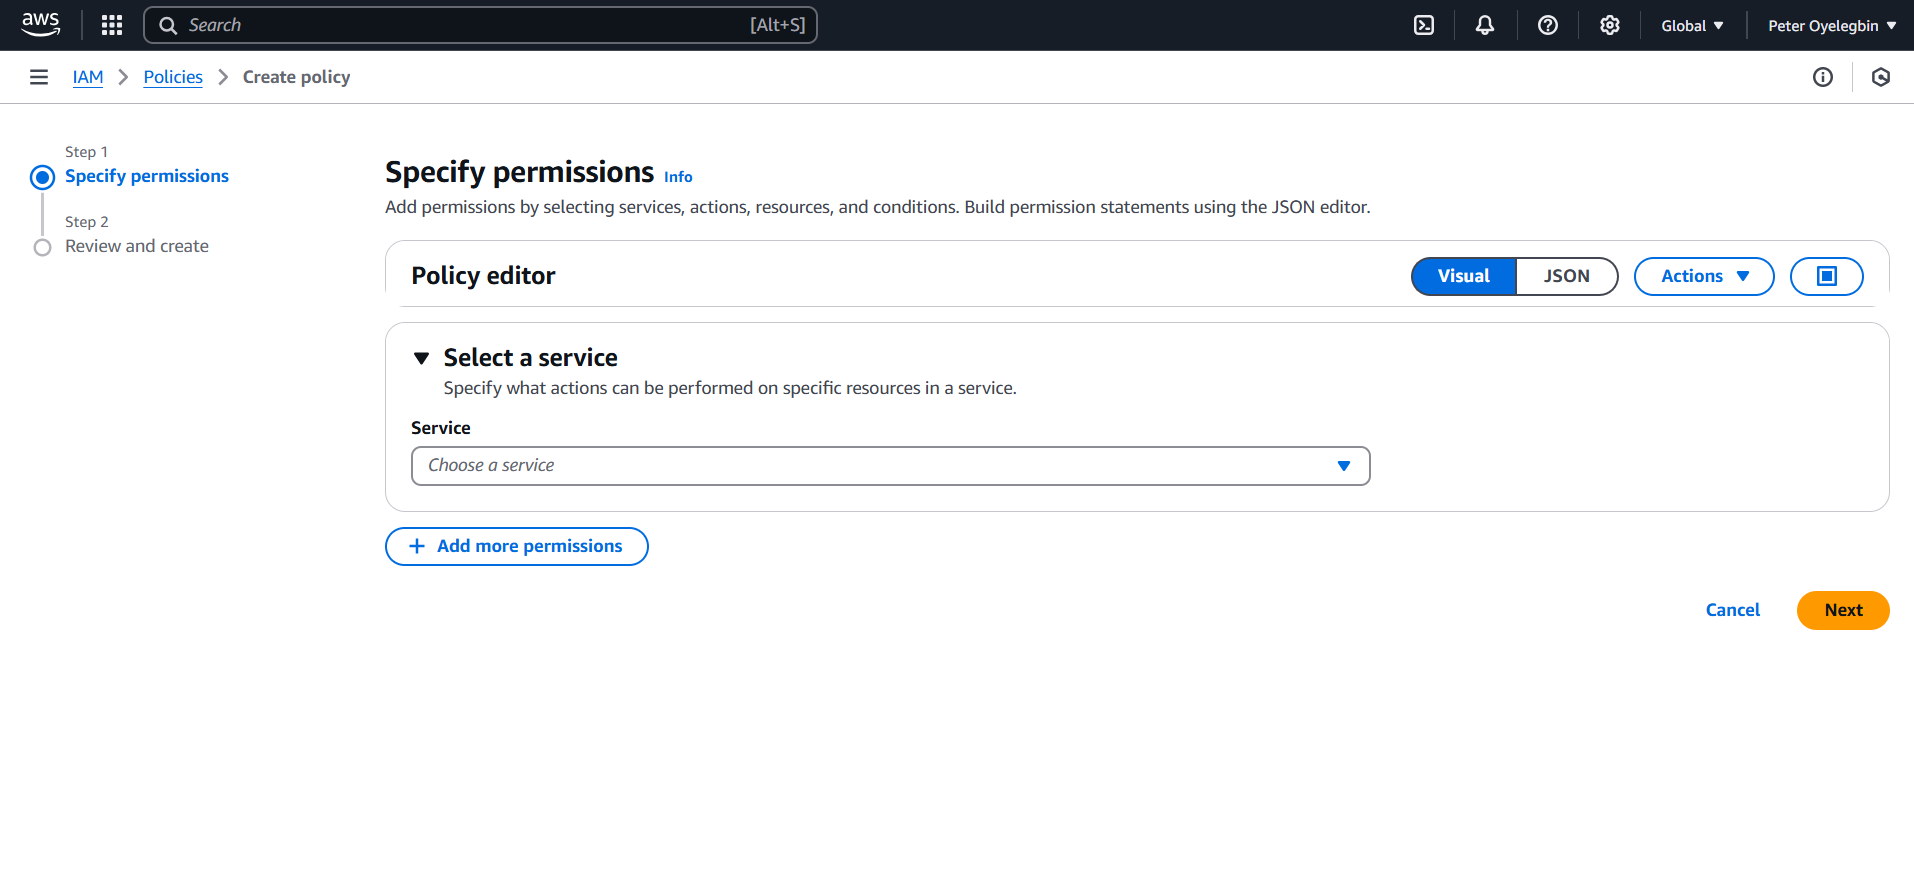 aws
Search [Alt+S]
Global
Peter Oyelegbin
IAM > Policies > Create policy
Step 1
Specify permissions
Step 2
Review and create
Specify permissions Info
Add permissions by selecting services, actions, resources, and conditions. Build permission statements using the JSON editor.
Policy editor
Visual
JSON
Actions
Select a service
Specify what actions can be performed on specific resources in a service.
Service
Choose a service
+ Add more permissions
Cancel
Next